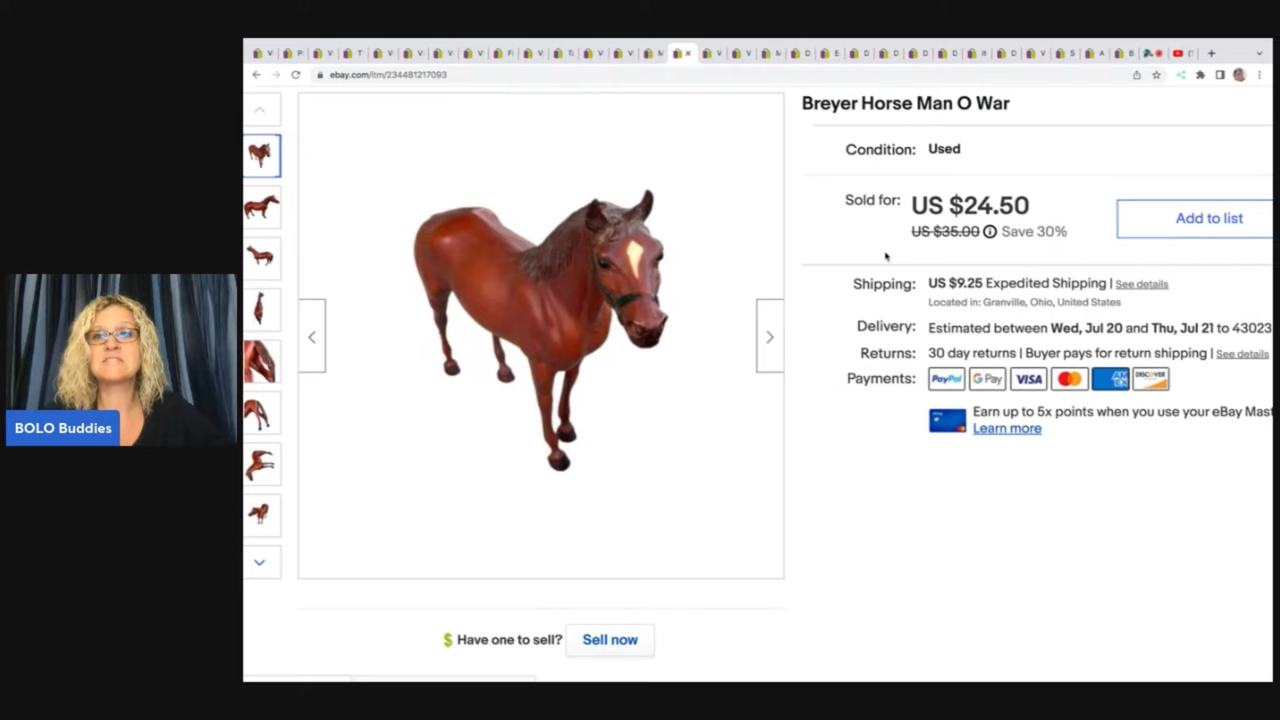 ebay.com/itm/234481217093
Breyer Horse Man O War
Condition: Used
Sold for: US $24.50
US $35.00 Save 30%
Add to list
Shipping: US $9.25 Expedited Shipping | See details
Located in: Granville, Ohio, United States
Delivery: Estimated between Wed, Jul 20 and Thu, Jul 21 to 43023
Returns: 30 day returns | Buyer pays for return shipping | See details
Payments: PayPal G Pay VISA DISCOVER
Earn up to 5x points when you use your eBay Mast
Learn more
BOLO Buddies
$ Have one to sell? Sell now